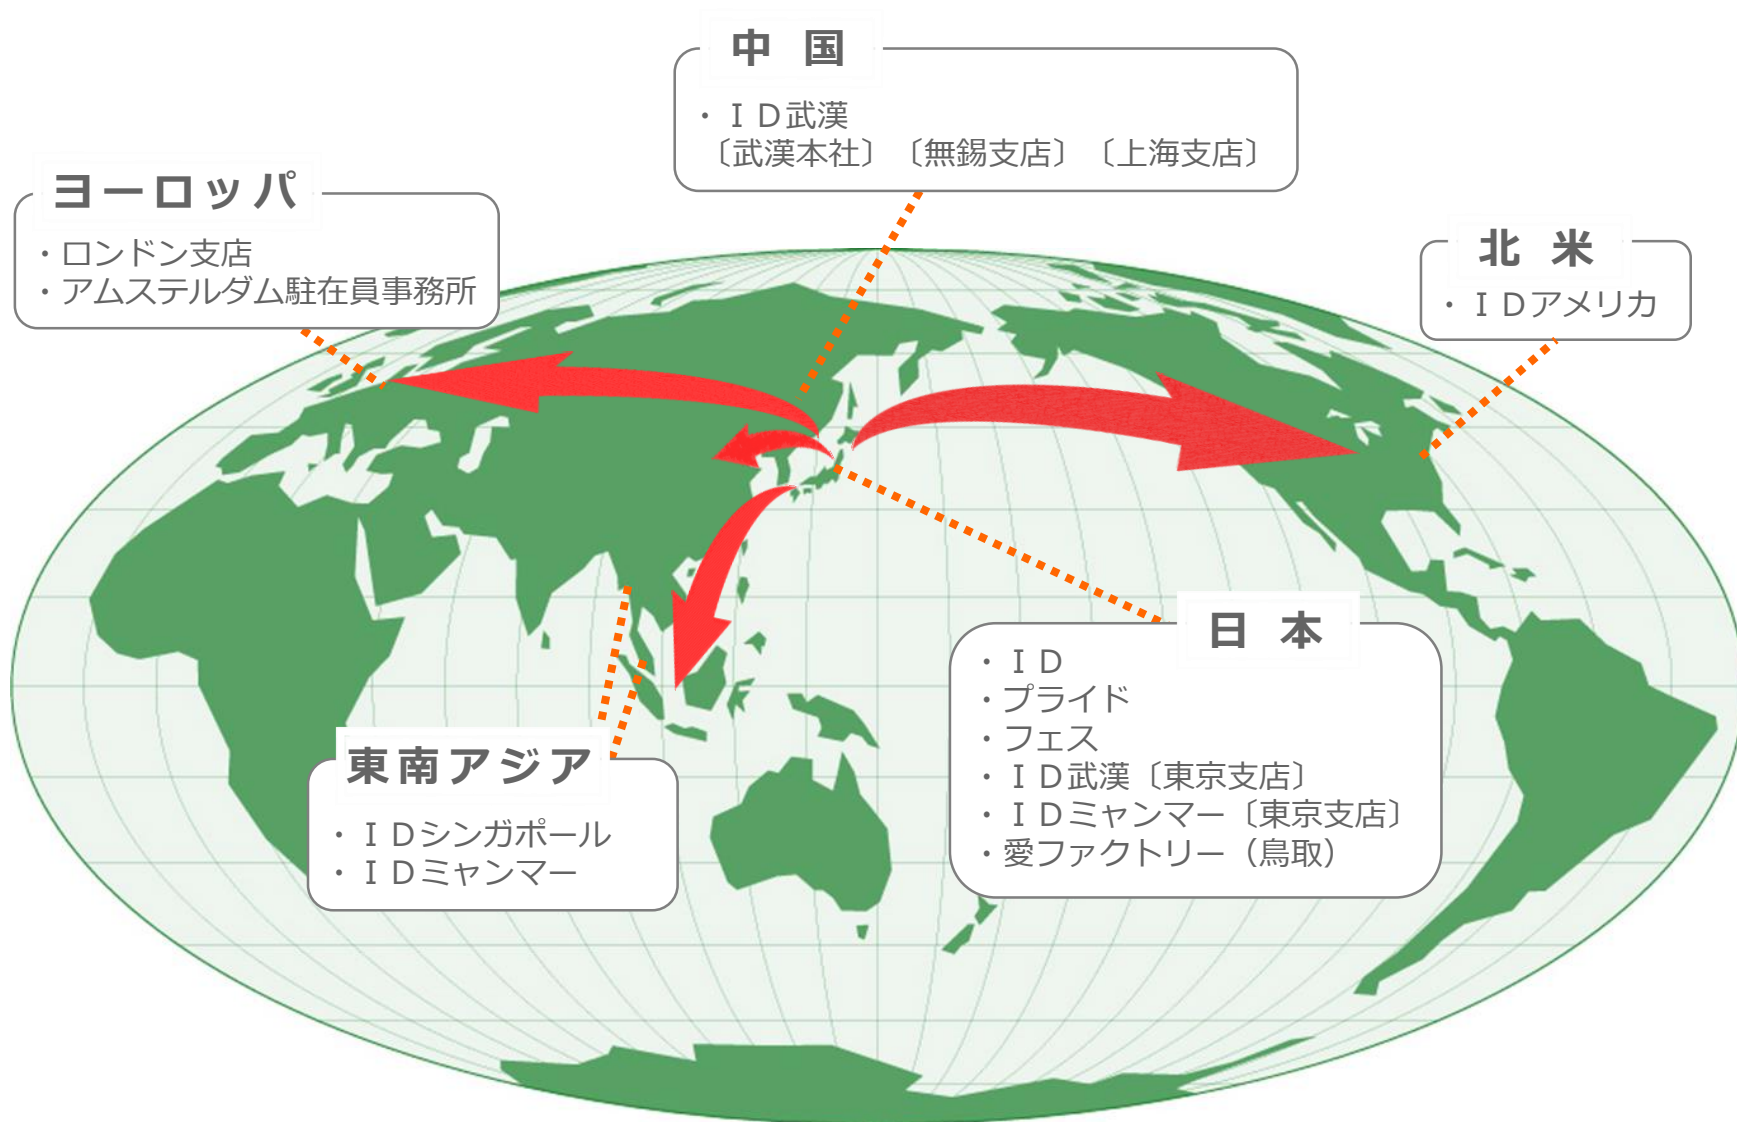 中 国
・ＩＤ武漢
〔武漢本社〕〔無錫支店〕〔上海支店〕
ヨーロッパ
・ロンドン支店
・アムステルダム駐在員事務所
北 米
・ＩＤアメリカ
日 本
・ＩＤ
・プライド
・フェス
・ＩＤ武漢〔東京支店〕
・ＩＤミャンマー〔東京支店〕
・愛ファクトリー（鳥取）
東南アジア
・ＩＤシンガポール
・ＩＤミャンマー